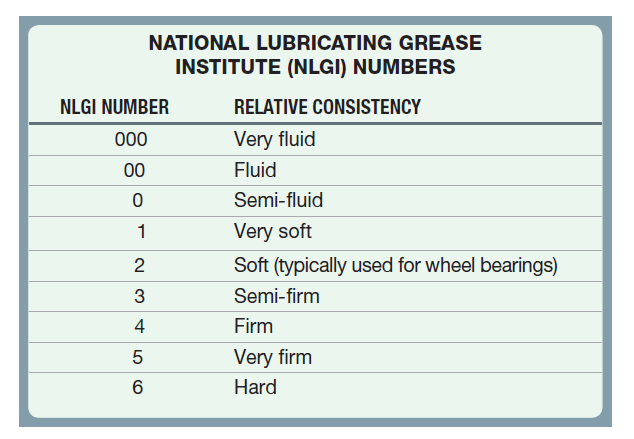 NATIONAL LUBRICATING GREASE
INSTITUTE (NLGI) NUMBERS
NLGI NUMBER RELATIVE CONSISTENCY
000 Very fluid
00 Fluid
0 Semi-fluid
1 Very soft
2 Soft (typically used for wheel bearings)
3 Semi-firm
4 Firm
5 Very firm
6 Hard